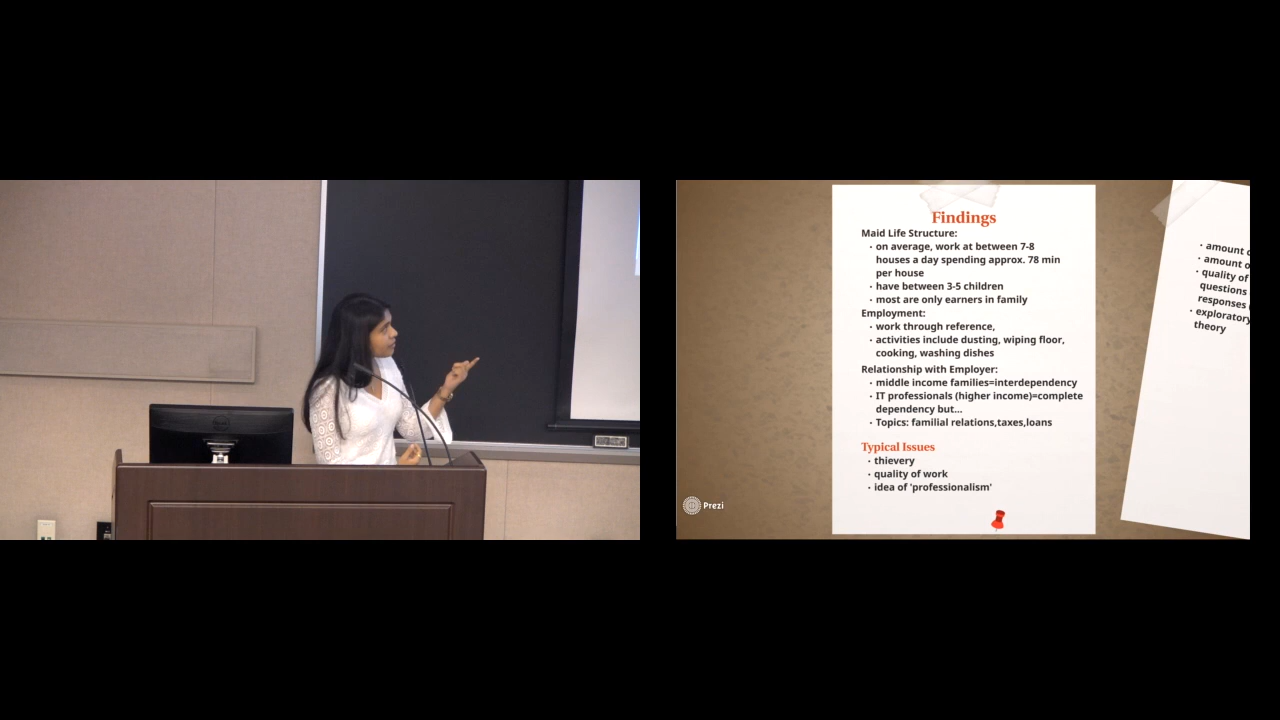 Findings
Maid Life Structure:
· on average, work at between 7-8
houses a day spending approx. 78 min
per house
· have between 3-5 children
· most are only earners in family
Employment:
· work through reference,
· activities include dusting, wiping floor,
cooking, washing dishes
Relationship with Employer:
· middle income families=interdependency
· IT professionals (higher income)=complete
dependency but...
· Topics: familial relations,taxes,loans
Typical Issues
· thievery
· quality of work
· idea of 'professionalism'
Prezi
· amount
· amount
· quality of
questions
responses
· exploratory
theory